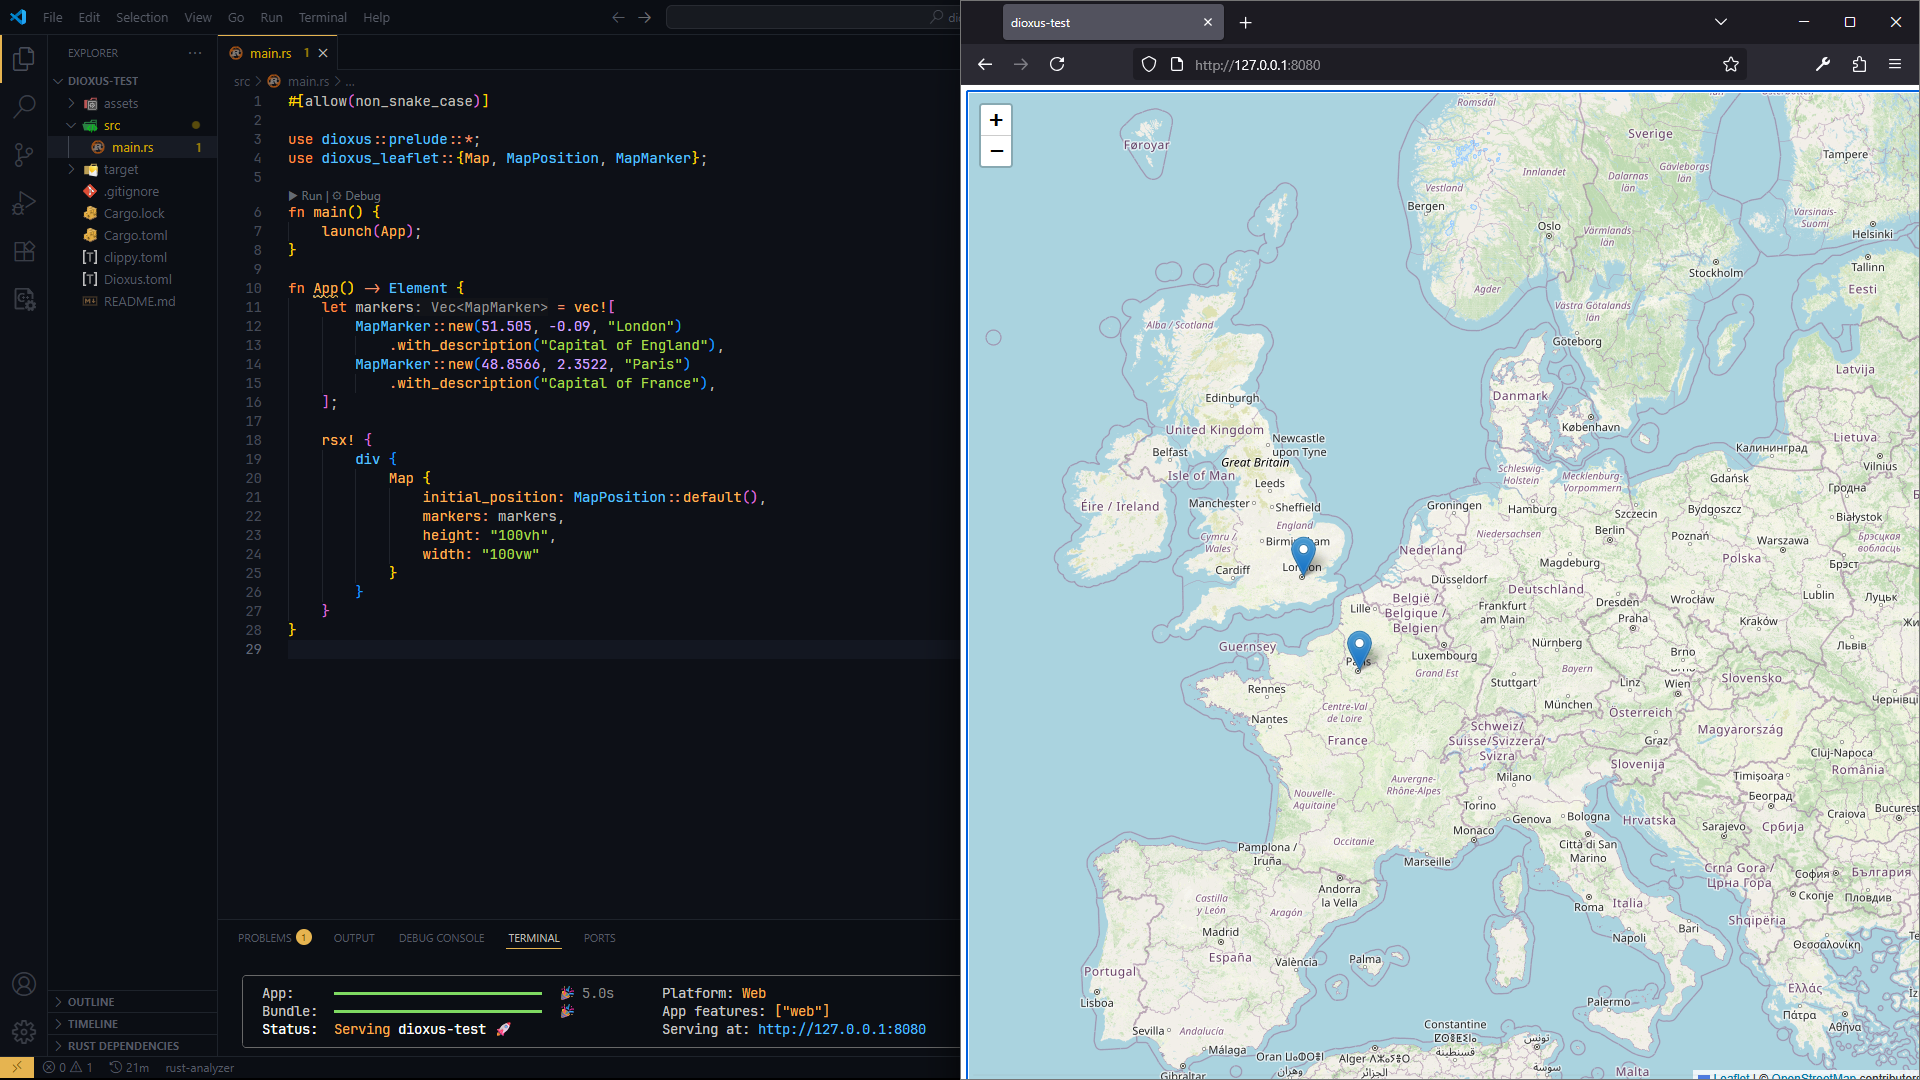 File Edit Selection View Go Run Terminal Help
EXPLORER
DIOXUS-TEST
assets
src
main.rs 1
target
.gitignore
Cargo.lock
Cargo.toml
clippy.toml
Dioxus.toml
README.md
OUTLINE
TIMELINE
RUST DEPENDENCIES
main.rs 1
src > main.rs > ...
1 #[allow(non_snake_case)]
2
3 use dioxus::prelude::*;
4 use dioxus_leaflet::{Map, MapPosition, MapMarker};
5
Run | Debug
6 fn main() {
7 launch(App);
8 }
9
10 fn App() -> Element {
11 let markers: Vec<MapMarker> = vec![
12 MapMarker::new(51.505, -0.09, "London")
13 .with_description("Capital of England"),
14 MapMarker::new(48.8566, 2.3522, "Paris")
15 .with_description("Capital of France"),
16 ];
17
18 rsx! {
19 div {
20 Map {
21 initial_position: MapPosition::default(),
22 markers: markers,
23 height: "100vh",
24 width: "100vw"
25 }
26 }
27 }
28 }
29
PROBLEMS 1 OUTPUT DEBUG CONSOLE TERMINAL PORTS
App: 5.0s Platform: Web
Bundle: App features: ["web"]
Status: Serving dioxus-test 🚀 Serving at: http://127.0.0.1:8080
0 1 21m rust-analyzer
dioxus-test
http://127.0.0.1:8080
+
−
Romsdal
Føroyar
Sverige
Tampere
Gävleborgs län
Innlandet
Dalarnas län
Vestland
Bergen
Varsinais-Suomi
Oslo
Värmlands län
Helsinki
Stockholm
Tallinn
Agder
Eesti
Västra Götalands län
Alba / Scotland
Göteborg
Latvija
Danmark
Edinburgh
København
United Kingdom
Newcastle upon Tyne
Lietuva
Калининград
Belfast
Great Britain
Vilnius
Isle of Man
Schleswig-Holstein
Mecklenburg-Vorpommern
Gdańsk
Leeds
Гродна
Manchester
Sheffield
Éire / Ireland
Groningen
Hamburg
Szczecin
Bydgoszcz
Białystok
England
Berlin
Niedersachsen
Poznań
Warszawa
Cymru / Wales
Nederland
Polska
Брэсцкая вобласць
Cardiff
London
Hannover
Брэст
Düsseldorf
Deutschland
België / Belgique / Belgien
Lille
Frankfurt am Main
Dresden
Wrocław
Lublin
Луцьк
Praha
Kraków
Guernsey
Luxembourg
Nürnberg
Львів
Paris
Brno
Grand Est
Bayern
Rennes
Stuttgart
Linz
Wien
Slovensko
Centre-Val de Loire
München
Österreich
Nantes
Schweiz/Suisse/Svizzera/Svizra
Magyarország
France
Graz
Cluj-Napoca
Slovenija
România
Auvergne-Rhône-Alpes
Milano
Timișoara
Nouvelle-Aquitaine
Torino
Београд
Genova
Bologna
Hrvatska
Craiova
Monaco
Sarajevo
Србија
Occitanie
Pamplona / Iruña
Città di San Marino
Marseille
Crna Gora / Црна Гора
София
България
Andorra la Vella
Скопје
Пловдив
Castilla y León
Roma
Italia
Aragón
Shqipëria
Madrid
Bari
Napoli
España
Θεσσαλονίκη
València
Palma
Portugal
Ελλάς
Lisboa
Palermo
Πάτρα
Αθήνα
Sevilla
Andalucía
Constantine
قسنطينة
تونس
Málaga
Oran
وهران
Alger
الجزائر
سوسة
Gibraltar
Malta
Leaflet | © OpenStreetMap contributors